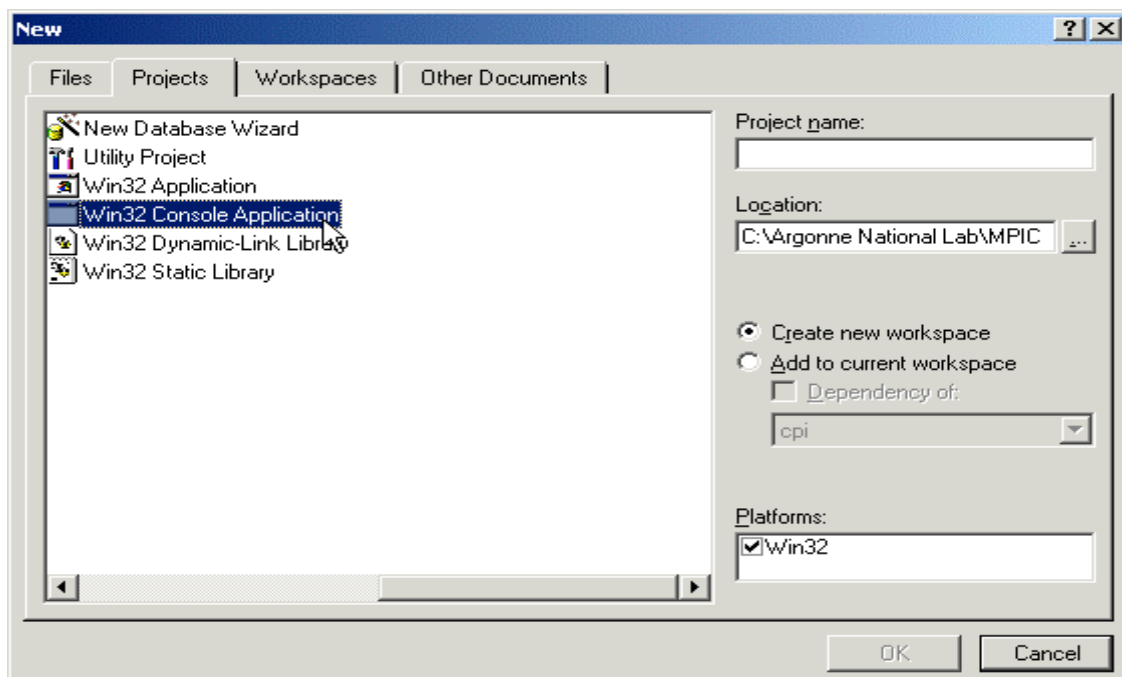 New
Files Projects Workspaces Other Documents
New Database Wizard
Utility Project
Win32 Application
Win32 Console Application
Win32 Dynamic-Link Library
Win32 Static Library
Project name:
Location:
C:\Argonne National Lab\MPIC
...
Create new workspace
Add to current workspace
Dependency of:
cpi
Platforms:
Win32
OK Cancel